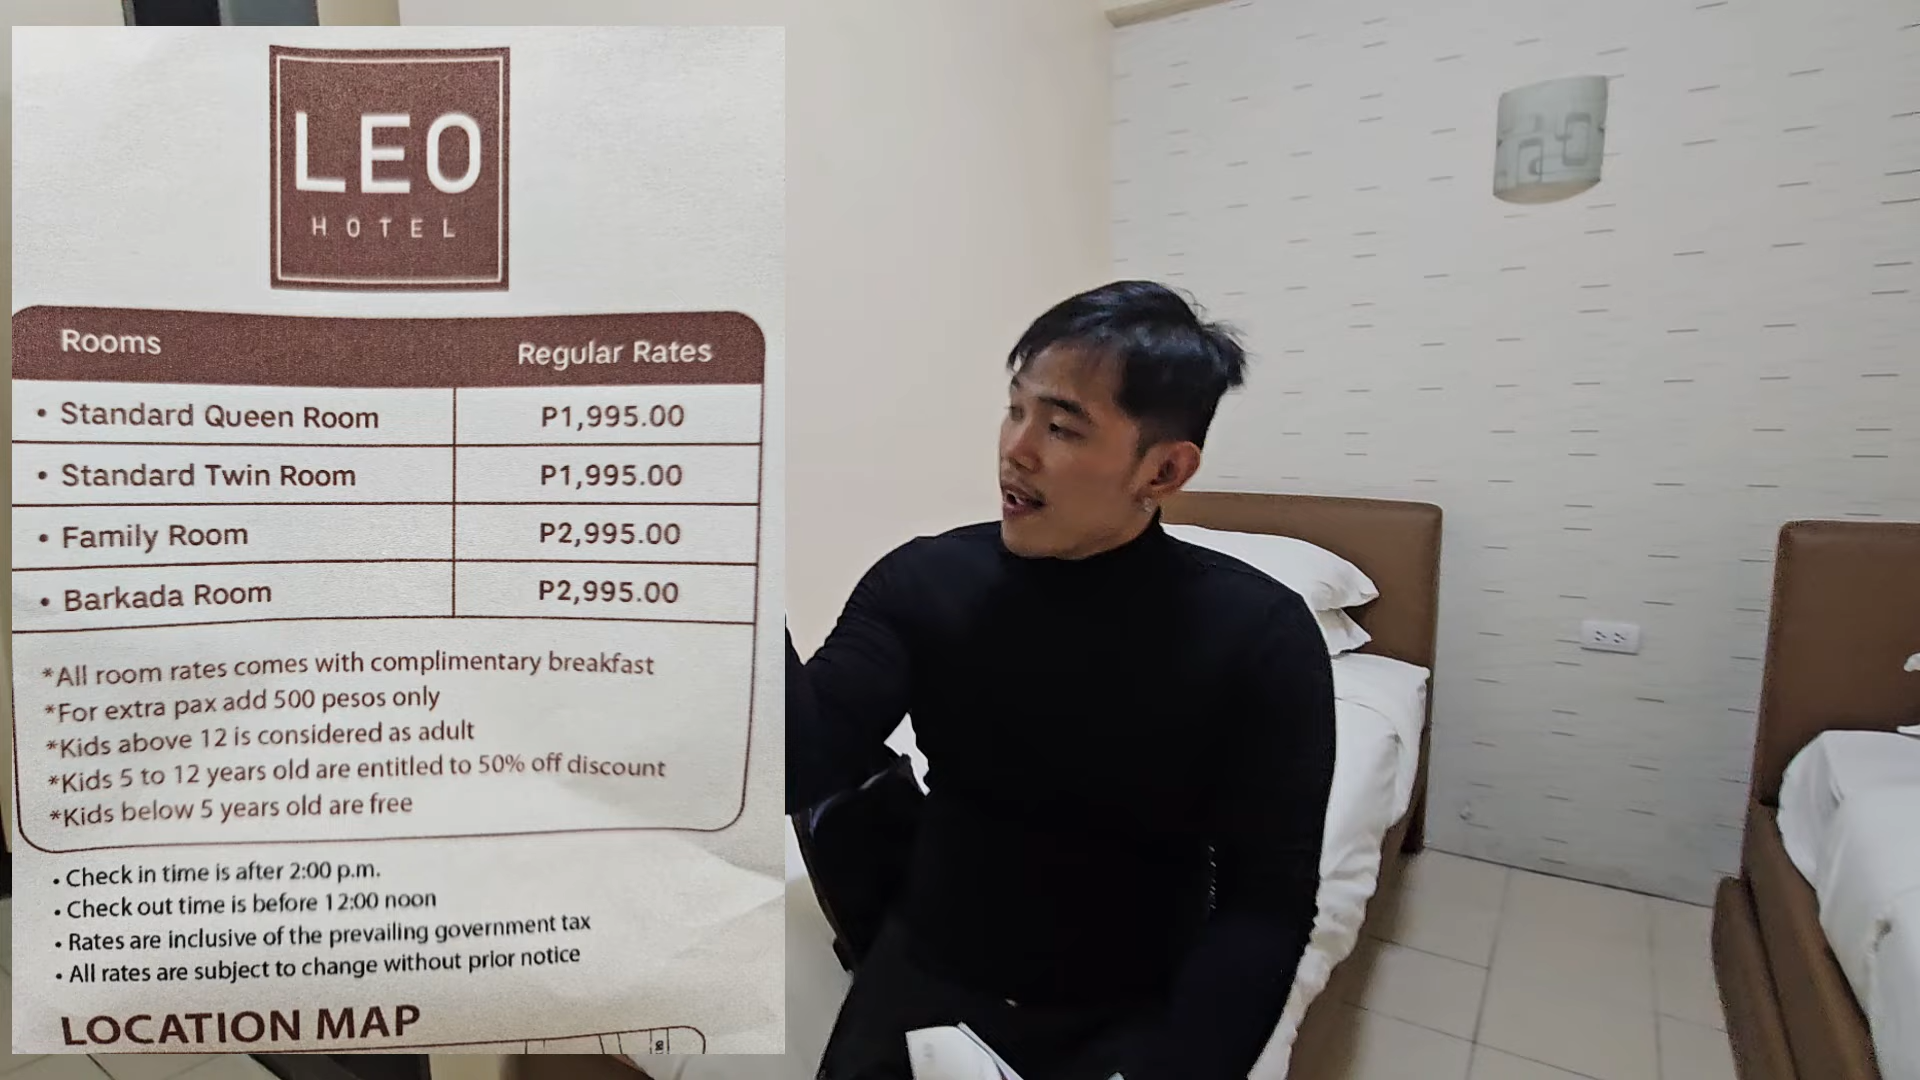 LEO
HOTEL
Rooms Regular Rates
• Standard Queen Room P1,995.00
• Standard Twin Room P1,995.00
• Family Room P2,995.00
• Barkada Room P2,995.00
*All room rates comes with complimentary breakfast
*For extra pax add 500 pesos only
*Kids above 12 is considered as adult
*Kids 5 to 12 years old are entitled to 50% off discount
*Kids below 5 years old are free
• Check in time is after 2:00 p.m.
• Check out time is before 12:00 noon
• Rates are inclusive of the prevailing government tax
• All rates are subject to change without prior notice
LOCATION MAP